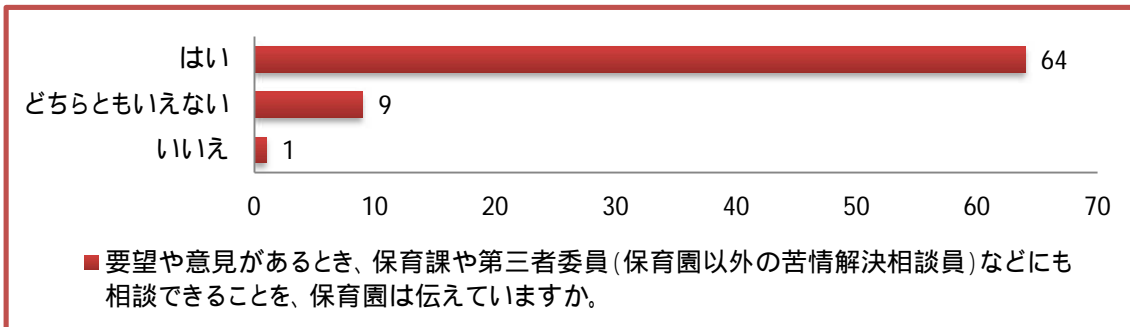 はい
64
どちらともいえない
9
いいえ
1
0 10 20 30 40 50 60 70
要望や意見があるとき、保育課や第三者委員(保育園以外の苦情解決相談員)などにも
相談できることを、保育園は伝えていますか。